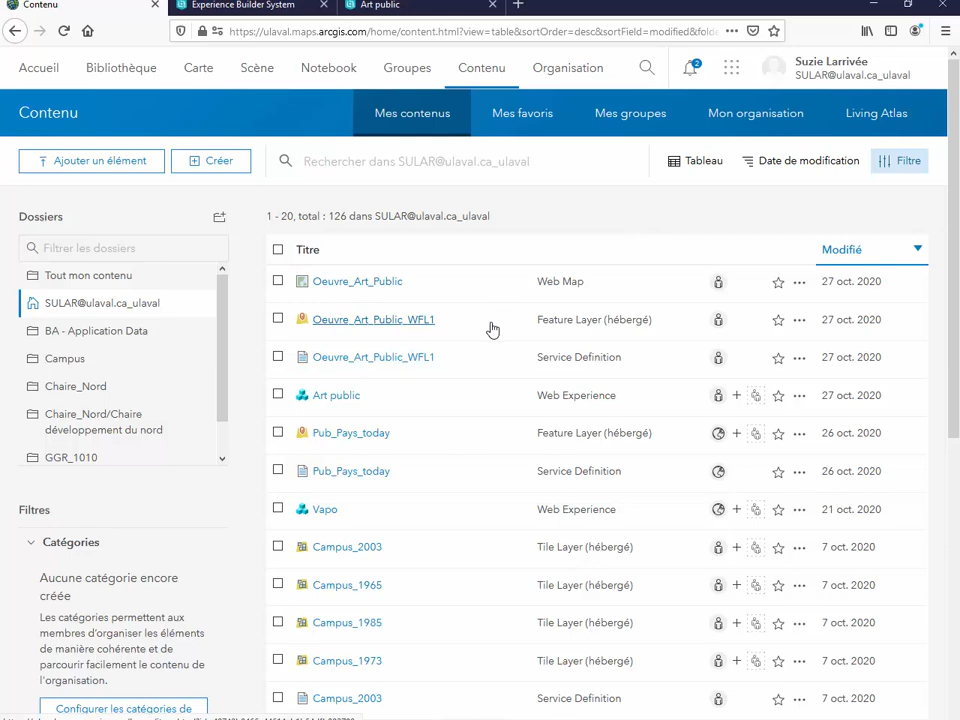 Contenu
Experience Builder System
Art public
https://ulaval.maps.arcgis.com/home/content.html?view=table&sortOrder=desc&sortField=modified&folde
Accueil Bibliothèque Carte Scène Notebook Groupes Contenu Organisation
2
Suzie Larrivée
SULAR@ulaval.ca_ulaval
Contenu
Mes contenus Mes favoris Mes groupes Mon organisation Living Atlas
Ajouter un élément
Créer
Rechercher dans SULAR@ulaval.ca_ulaval
Tableau
Date de modification
Filtre
Dossiers
Filtrer les dossiers
Tout mon contenu
SULAR@ulaval.ca_ulaval
BA - Application Data
Campus
Chaire_Nord
Chaire_Nord/Chaire
développement du nord
GGR_1010
Filtres
Catégories
Aucune catégorie encore
créée
Les catégories permettent aux
membres d'organiser les éléments
de manière cohérente et de
parcourir facilement le contenu de
l'organisation.
Configurer les catégories de
1 - 20, total : 126 dans SULAR@ulaval.ca_ulaval
Titre Modifié
Oeuvre_Art_Public Web Map 27 oct. 2020
Oeuvre_Art_Public_WFL1 Feature Layer (hébergé) 27 oct. 2020
Oeuvre_Art_Public_WFL1 Service Definition 27 oct. 2020
Art public Web Experience 27 oct. 2020
Pub_Pays_today Feature Layer (hébergé) 26 oct. 2020
Pub_Pays_today Service Definition 26 oct. 2020
Vapo Web Experience 21 oct. 2020
Campus_2003 Tile Layer (hébergé) 7 oct. 2020
Campus_1965 Tile Layer (hébergé) 7 oct. 2020
Campus_1985 Tile Layer (hébergé) 7 oct. 2020
Campus_1973 Tile Layer (hébergé) 7 oct. 2020
Campus_2003 Service Definition 7 oct. 2020